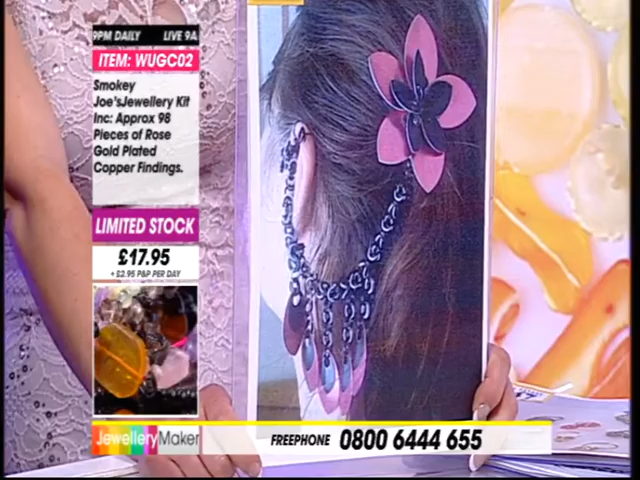 9PM DAILY LIVE 9A
ITEM: WUGC02
Smokey
Joe'sJewellery Kit
Inc: Approx 98
Pieces of Rose
Gold Plated
Copper Findings.
LIMITED STOCK
£17.95
+ £2.95 P&P PER DAY
JewelleryMaker
FREEPHONE 0800 6444 655